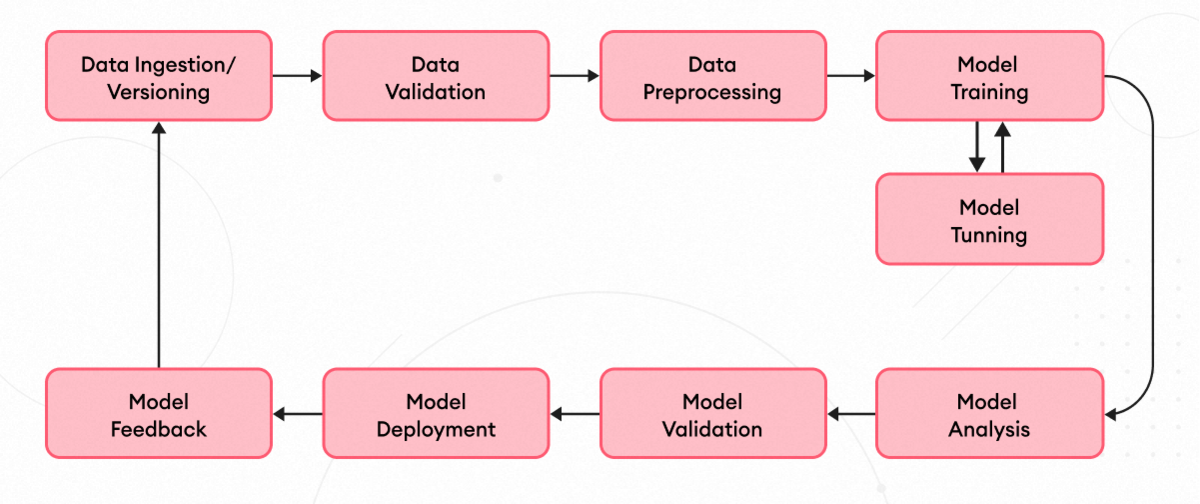 Data Ingestion/
Versioning
Data
Validation
Data
Preprocessing
Model
Training
Model
Tunning
Model
Feedback
Model
Deployment
Model
Validation
Model
Analysis